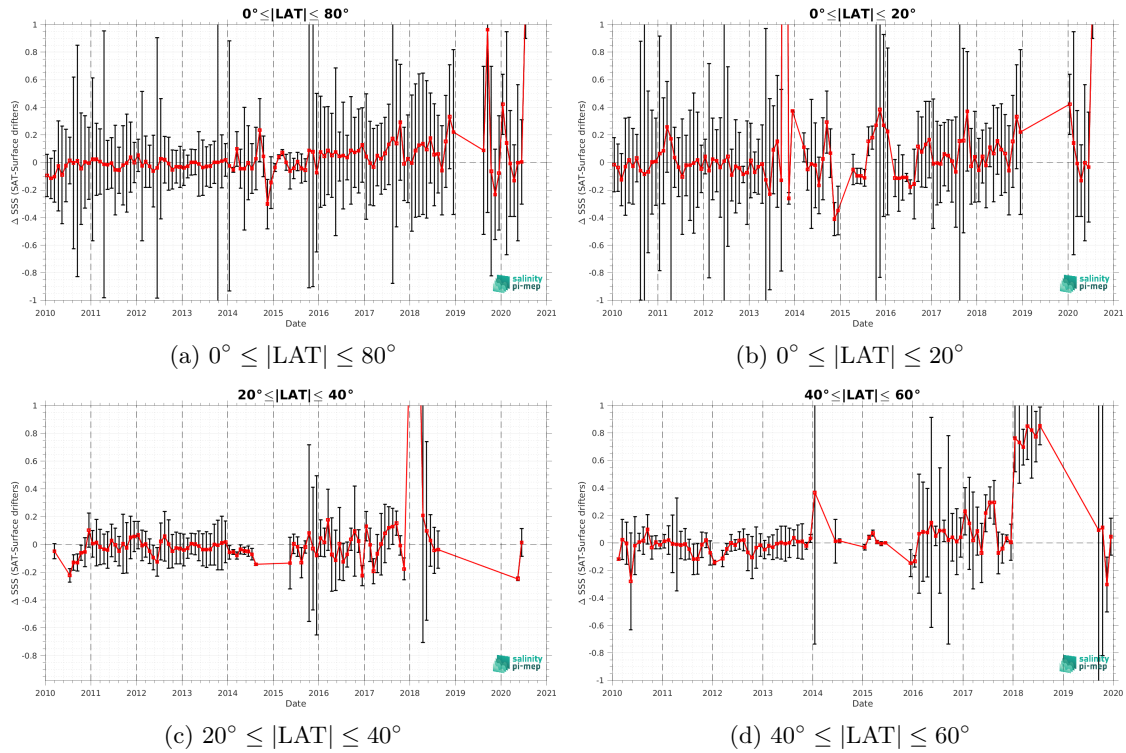 0°≤|LAT|≤ 80°
1
0.8
0.6
0.4
0.2
0
-0.2
-0.4
-0.6
-0.8
-1
Δ SSS (SAT-Surface drifters)
2010 2011 2012 2013 2014 2015 2016 2017 2018 2019 2020 2021
Date
salinity
pi-mep
(a) 0° ≤ |LAT| ≤ 80°
0°≤|LAT|≤ 20°
1
0.8
0.6
0.4
0.2
0
-0.2
-0.4
-0.6
-0.8
-1
Δ SSS (SAT-Surface drifters)
2010 2011 2012 2013 2014 2015 2016 2017 2018 2019 2020 2021
Date
salinity
pi-mep
(b) 0° ≤ |LAT| ≤ 20°
20°≤|LAT|≤ 40°
1
0.8
0.6
0.4
0.2
0
-0.2
-0.4
-0.6
-0.8
Δ SSS (SAT-Surface drifters)
2010 2011 2012 2013 2014 2015 2016 2017 2018 2019 2020 2021
Date
salinity
pi-mep
(c) 20° ≤ |LAT| ≤ 40°
40°≤|LAT|≤ 60°
1
0.8
0.6
0.4
0.2
0
-0.2
-0.4
-0.6
-0.8
-1
Δ SSS (SAT-Surface drifters)
2010 2011 2012 2013 2014 2015 2016 2017 2018 2019 2020
Date
salinity
pi-mep
(d) 40° ≤ |LAT| ≤ 60°